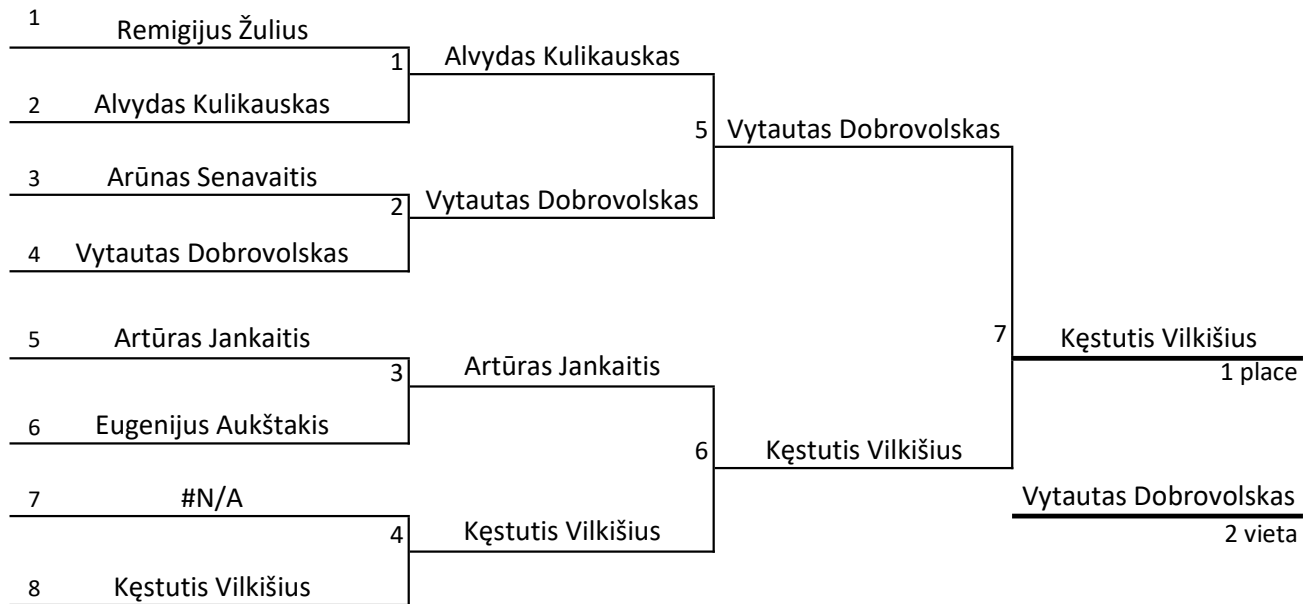 1 Remigijus Žulius
1 Alvydas Kulikauskas
2 Alvydas Kulikauskas
5 Vytautas Dobrovolskas
3 Arūnas Senavaitis
2 Vytautas Dobrovolskas
4 Vytautas Dobrovolskas
5 Artūras Jankaitis
7 Kęstutis Vilkišius
3 Artūras Jankaitis
1 place
6 Eugenijus Aukštakis
6 Kęstutis Vilkišius
7 #N/A
Vytautas Dobrovolskas
4 Kęstutis Vilkišius
2 vieta
8 Kęstutis Vilkišius